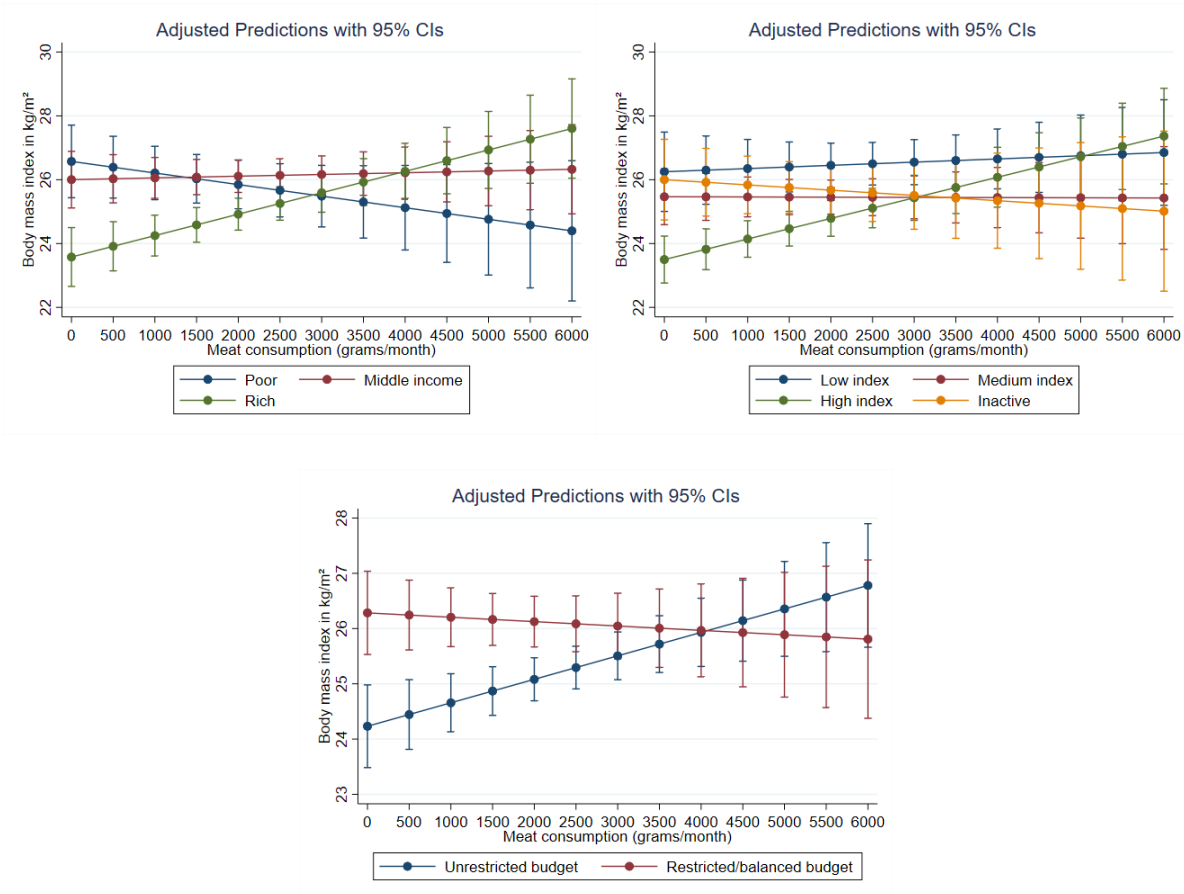 Adjusted Predictions with 95% CIs
Body mass index in kg/m²
30
28
26
24
22
0 500 1000 1500 2000 2500 3000 3500 4000 4500 5000 5500 6000
Meat consumption (grams/month)
Poor Middle income
Rich
Adjusted Predictions with 95% CIs
Body mass index in kg/m²
30
28
26
24
22
0 500 1000 1500 2000 2500 3000 3500 4000 4500 5000 5500 6000
Meat consumption (grams/month)
Low index Medium index
High index Inactive
Adjusted Predictions with 95% CIs
Body mass index in kg/m²
28
27
26
25
24
23
0 500 1000 1500 2000 2500 3000 3500 4000 4500 5000 5500 6000
Meat consumption (grams/month)
Unrestricted budget Restricted/balanced budget